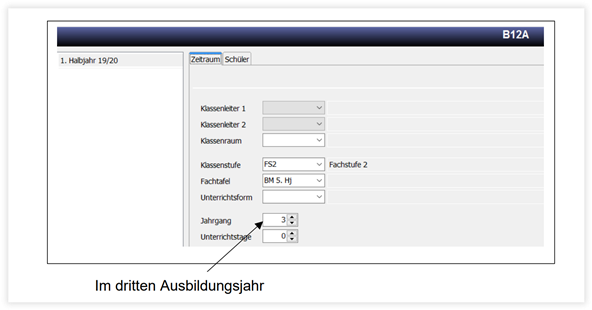 B12A
1. Halbjahr 19/20
Zeitraum Schüler
Klassenleiter 1
Klassenleiter 2
Klassenraum
Klassenstufe FS2 Fachstufe 2
Fachtafel BM S. Hj
Unterrichtsform
Jahrgang 3
Unterrichtstage 0
Im dritten Ausbildungsjahr